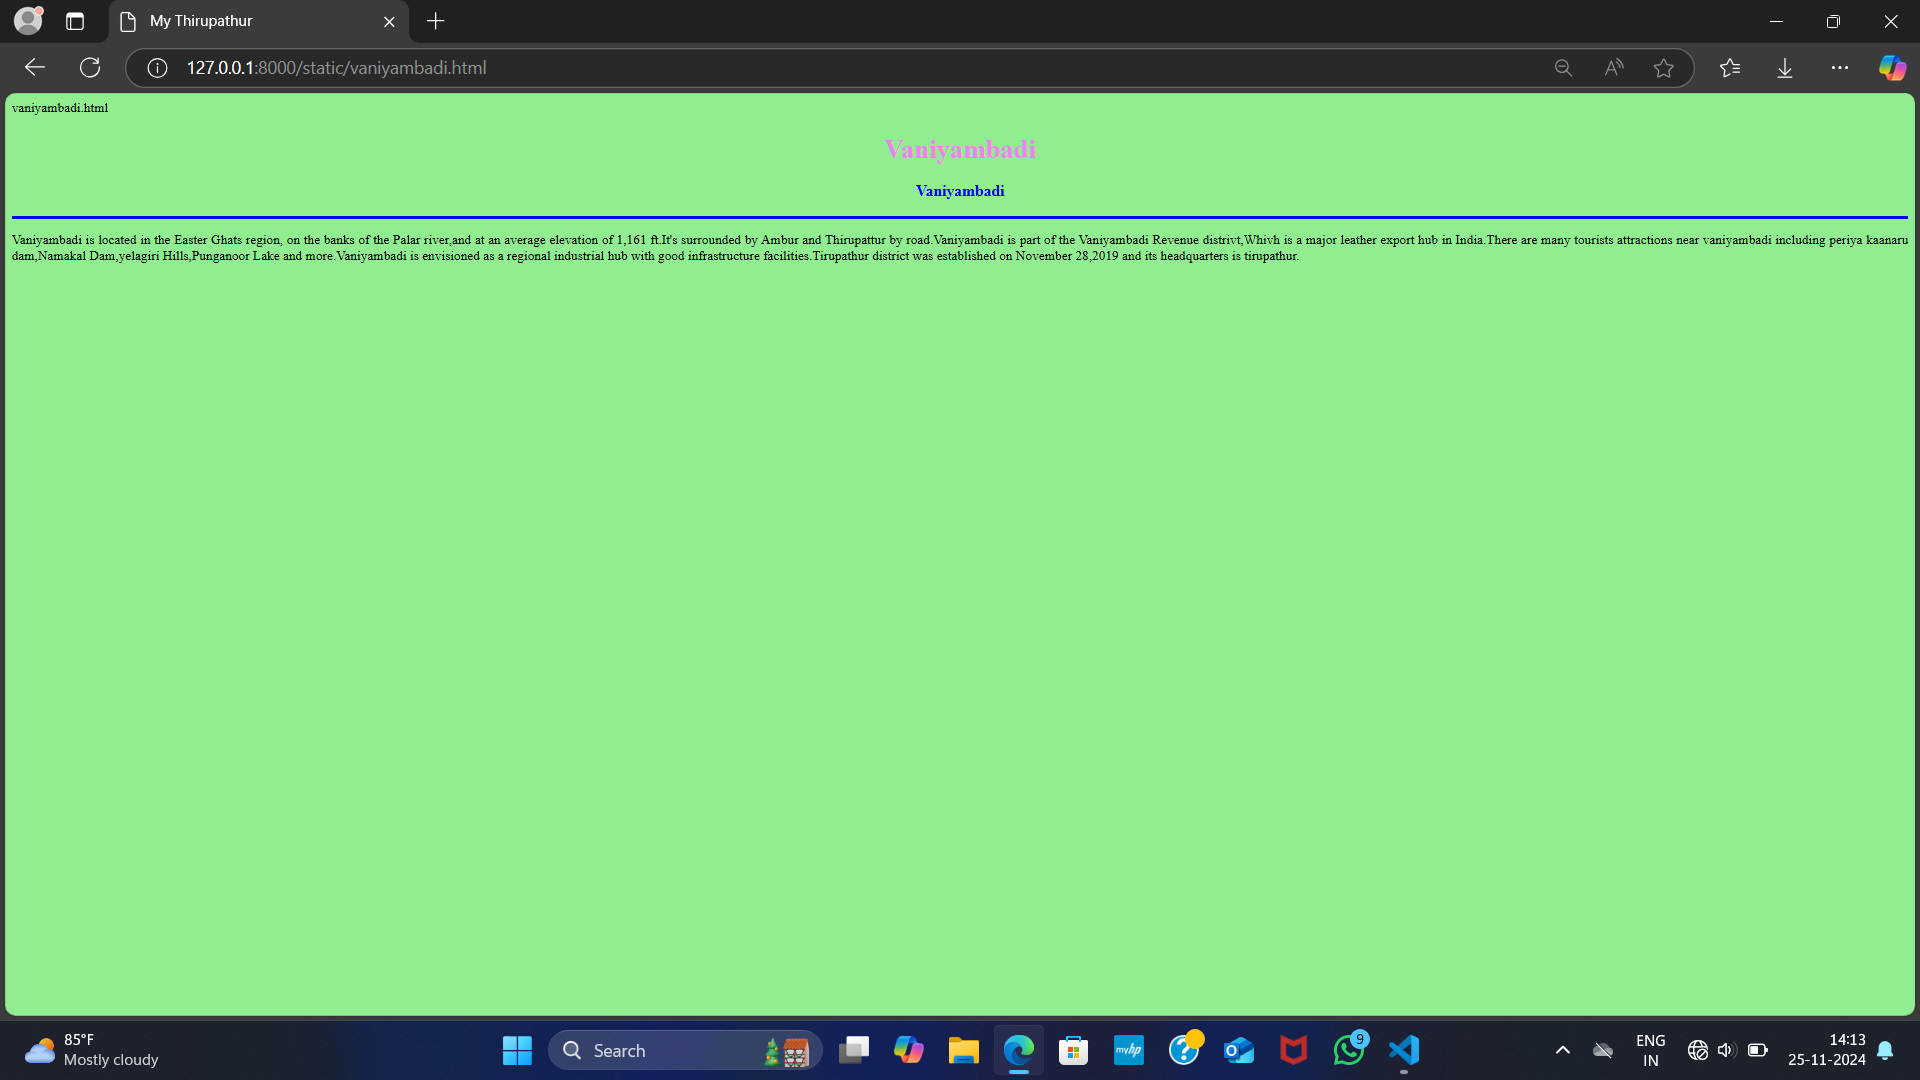 My Thirupathur
127.0.0.1:8000/static/vaniyambadi.html
vaniyambadi.html
Vaniyambadi
Vaniyambadi
Vaniyambadi is located in the Easter Ghats region, on the banks of the Palar river,and at an average elevation of 1,161 ft.It's surrounded by Ambur and Thirupattur by road.Vaniyambadi is part of the Vaniyambadi Revenue distrivt,Whivh is a major leather export hub in India.There are many tourists attractions near vaniyambadi including periya kaanaru
dam,Namakal Dam,yelagiri Hills,Punganoor Lake and more.Vaniyambadi is envisioned as a regional industrial hub with good infrastructure facilities.Tirupathur district was established on November 28,2019 and its headquarters is tirupathur.
85°F
Mostly cloudy
Search
myhp
9
ENG
IN
14:13
25-11-2024